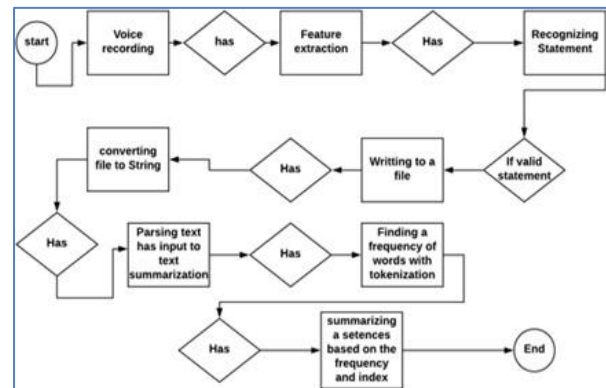 start
Voice
recording
has
Feature
extraction
Has
Recognizing
Statement
If valid
statement
Writting to a
file
Has
converting
file to String
Has
Parsing text
has input to
text
summarization
Has
Finding a
frequency of
words with
tokenization
Has
summarizing
a setences
based on the
frequency
and index
End